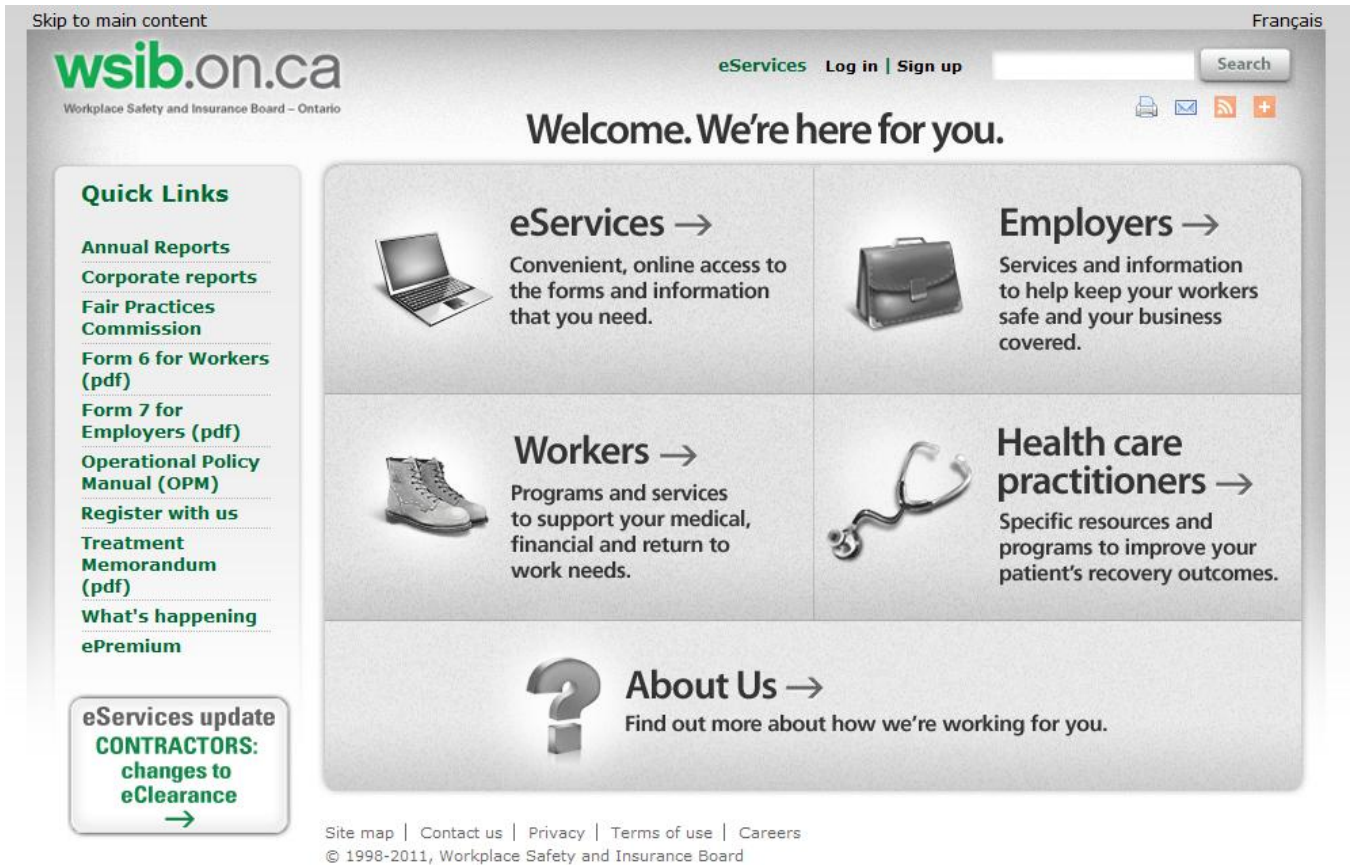 Skip to main content
Français
wsib.on.ca
Workplace Safety and Insurance Board – Ontario
eServices Log in | Sign up
Search
Welcome. We're here for you.
Quick Links
Annual Reports
Corporate reports
Fair Practices
Commission
Form 6 for Workers
(pdf)
Form 7 for
Employers (pdf)
Operational Policy
Manual (OPM)
Register with us
Treatment
Memorandum
(pdf)
What's happening
ePremium
eServices update
CONTRACTORS:
changes to
eClearance
→
eServices →
Convenient, online access to
the forms and information
that you need.
Employers →
Services and information
to help keep your workers
safe and your business
covered.
Workers →
Programs and services
to support your medical,
financial and return to
work needs.
Health care
practitioners →
Specific resources and
programs to improve your
patient's recovery outcomes.
About Us →
Find out more about how we're working for you.
Site map | Contact us | Privacy | Terms of use | Careers
© 1998-2011, Workplace Safety and Insurance Board